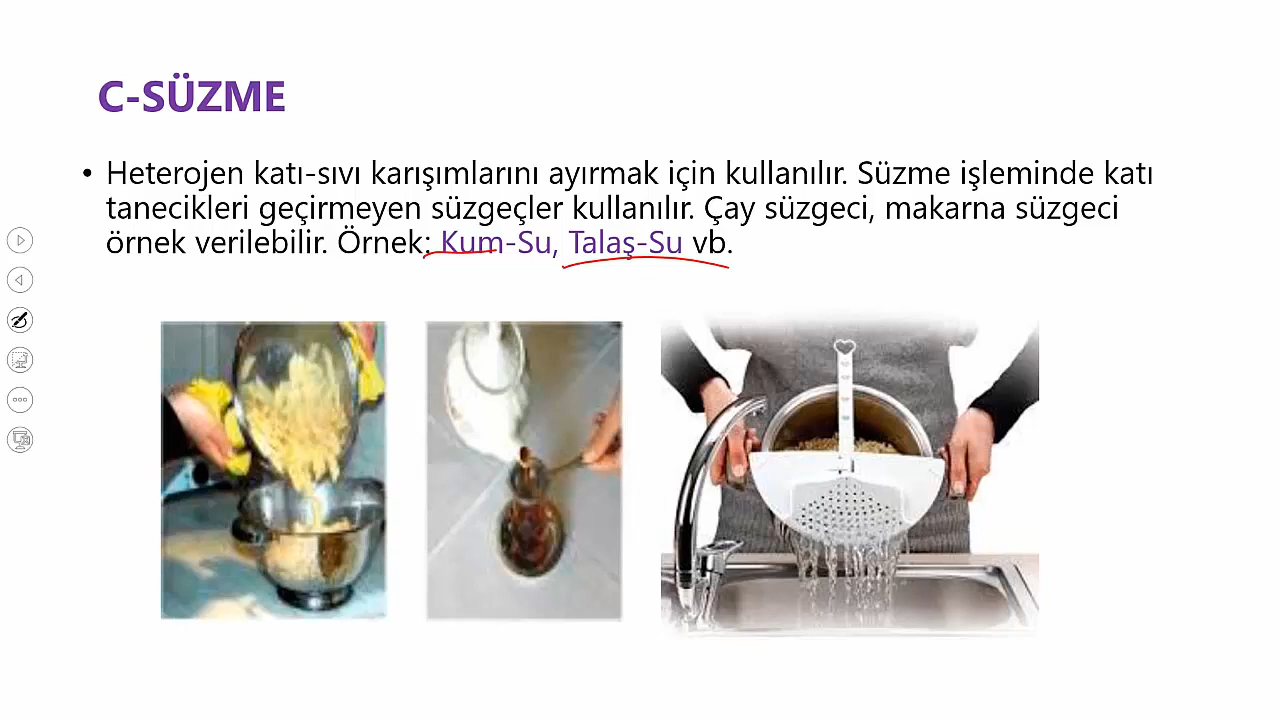 C-SÜZME
• Heterojen katı-sıvı karışımlarını ayırmak için kullanılır. Süzme işleminde katı
tanecikleri geçirmeyen süzgeçler kullanılır. Çay süzgeci, makarna süzgeci
örnek verilebilir. Örnek: Kum-Su, Talaş-Su vb.